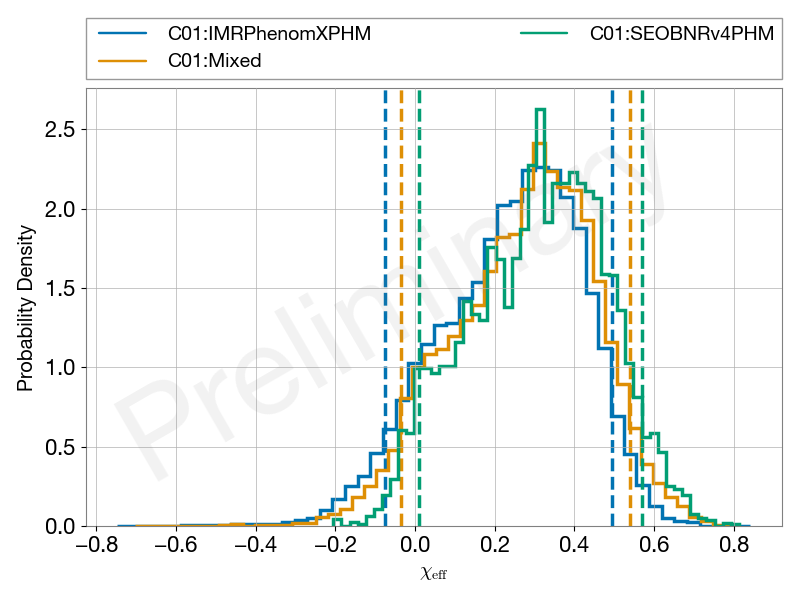 C01:IMRPhenomXPHM C01:SEOBNRv4PHM
C01:Mixed
Preliminary
Probability Density
2.5
2.0
1.5
1.0
0.5
0.0
−0.8 −0.6 −0.4 −0.2 0.0 0.2 0.4 0.6 0.8
χeff